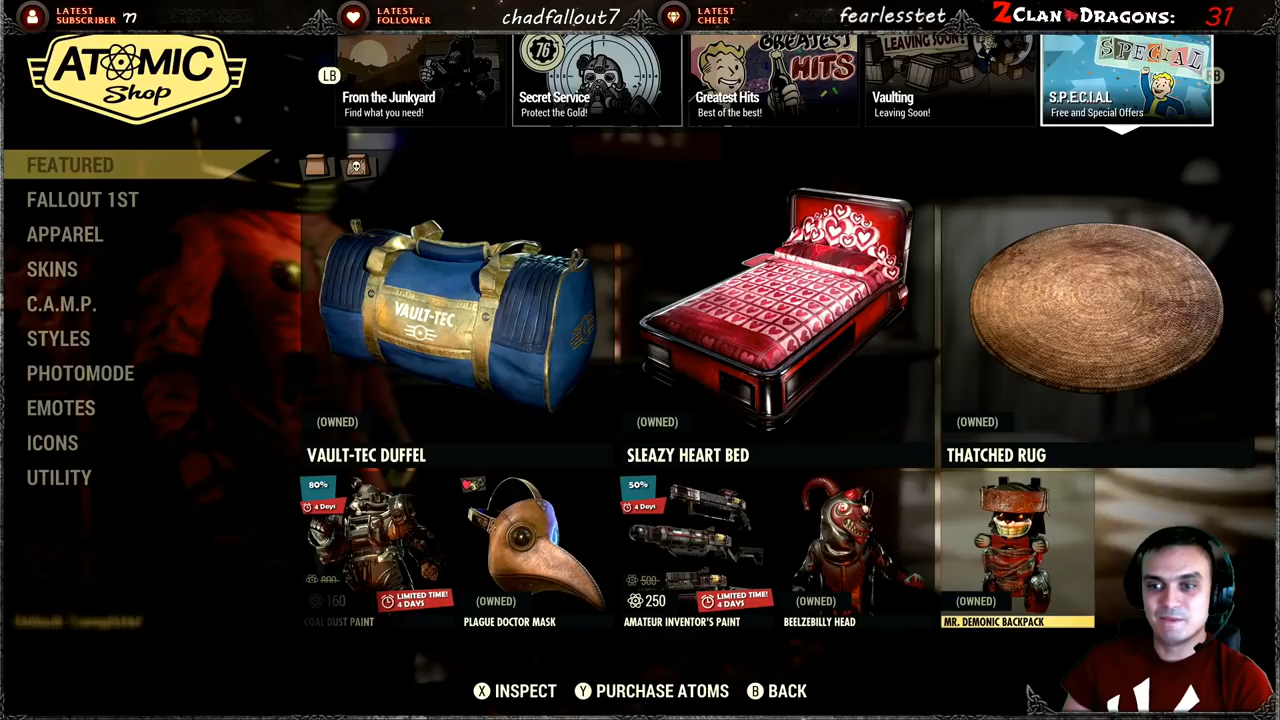 LATEST SUBSCRIBER n
LATEST FOLLOWER chadfallout7
LATEST CHEER fearlesstet
ZCLAN DRAGONS: 31
ATOMIC Shop
LB
From the Junkyard
Find what you need!
76
Secret Service
Protect the Gold!
GREATEST HITS
Greatest Hits
Best of the best!
LEAVING SOON!
Vaulting
Leaving Soon!
SPECIAL
S.P.E.C.I.A.L
Free and Special Offers
FEATURED
FALLOUT 1ST
APPAREL
SKINS
C.A.M.P.
STYLES
PHOTOMODE
EMOTES
ICONS
UTILITY
VAULT-TEC
(OWNED)
VAULT-TEC DUFFEL
(OWNED)
SLEAZY HEART BED
(OWNED)
THATCHED RUG
80%
4 Days
800
160
LIMITED TIME!
4 DAYS
COAL DUST PAINT
(OWNED)
PLAGUE DOCTOR MASK
50%
4 Days
500
250
LIMITED TIME!
4 DAYS
AMATEUR INVENTOR'S PAINT
(OWNED)
BEELZEBILLY HEAD
(OWNED)
MR. DEMONIC BACKPACK
X INSPECT
Y PURCHASE ATOMS
B BACK